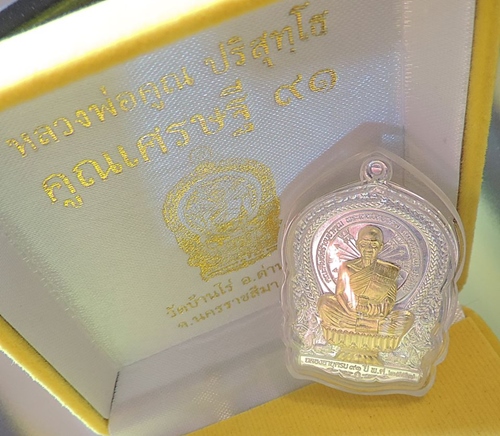 หลวงพ่อคูณ ปริสุทฺโธ
คูณเศรษฐี ๙๑
วัดบ้านไร่ อ.ด่าน
จ.นครราชสีมา